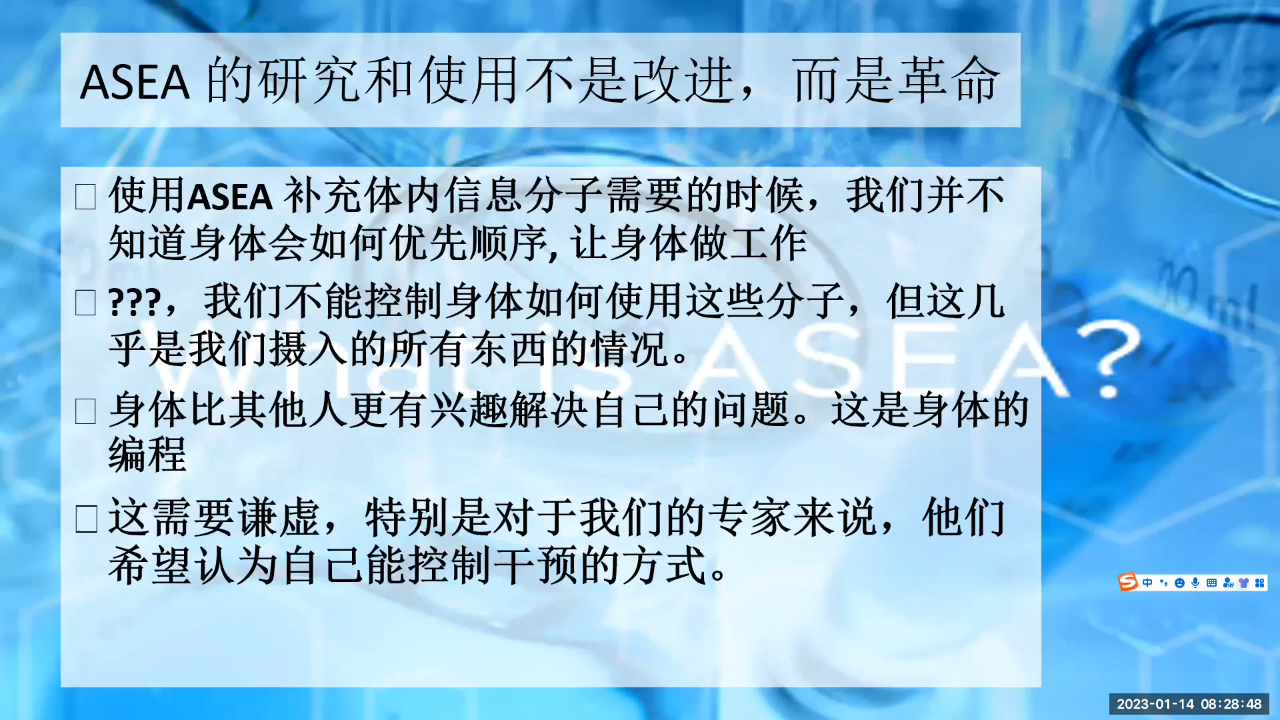 ASEA 的研究和使用不是改进，而是革命
□ 使用ASEA 补充体内信息分子需要的时候，我们并不
知道身体会如何优先顺序, 让身体做工作
□ ???，我们不能控制身体如何使用这些分子，但这几
乎是我们摄入的所有东西的情况。
What is ASEA?
□ 身体比其他人更有兴趣解决自己的问题。这是身体的
编程
□ 这需要谦虚，特别是对于我们的专家来说，他们
希望认为自己能控制干预的方式。
70 ml
中
2023-01-14 08:28:48